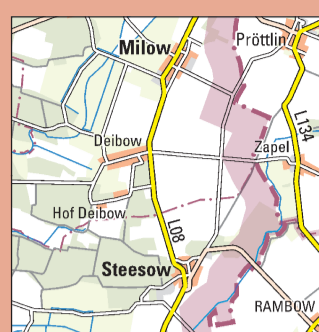 Milow
Pröttlin
L134
Deibow
Zapel
Hof Deibow
L08
Steesow
RAMBOW